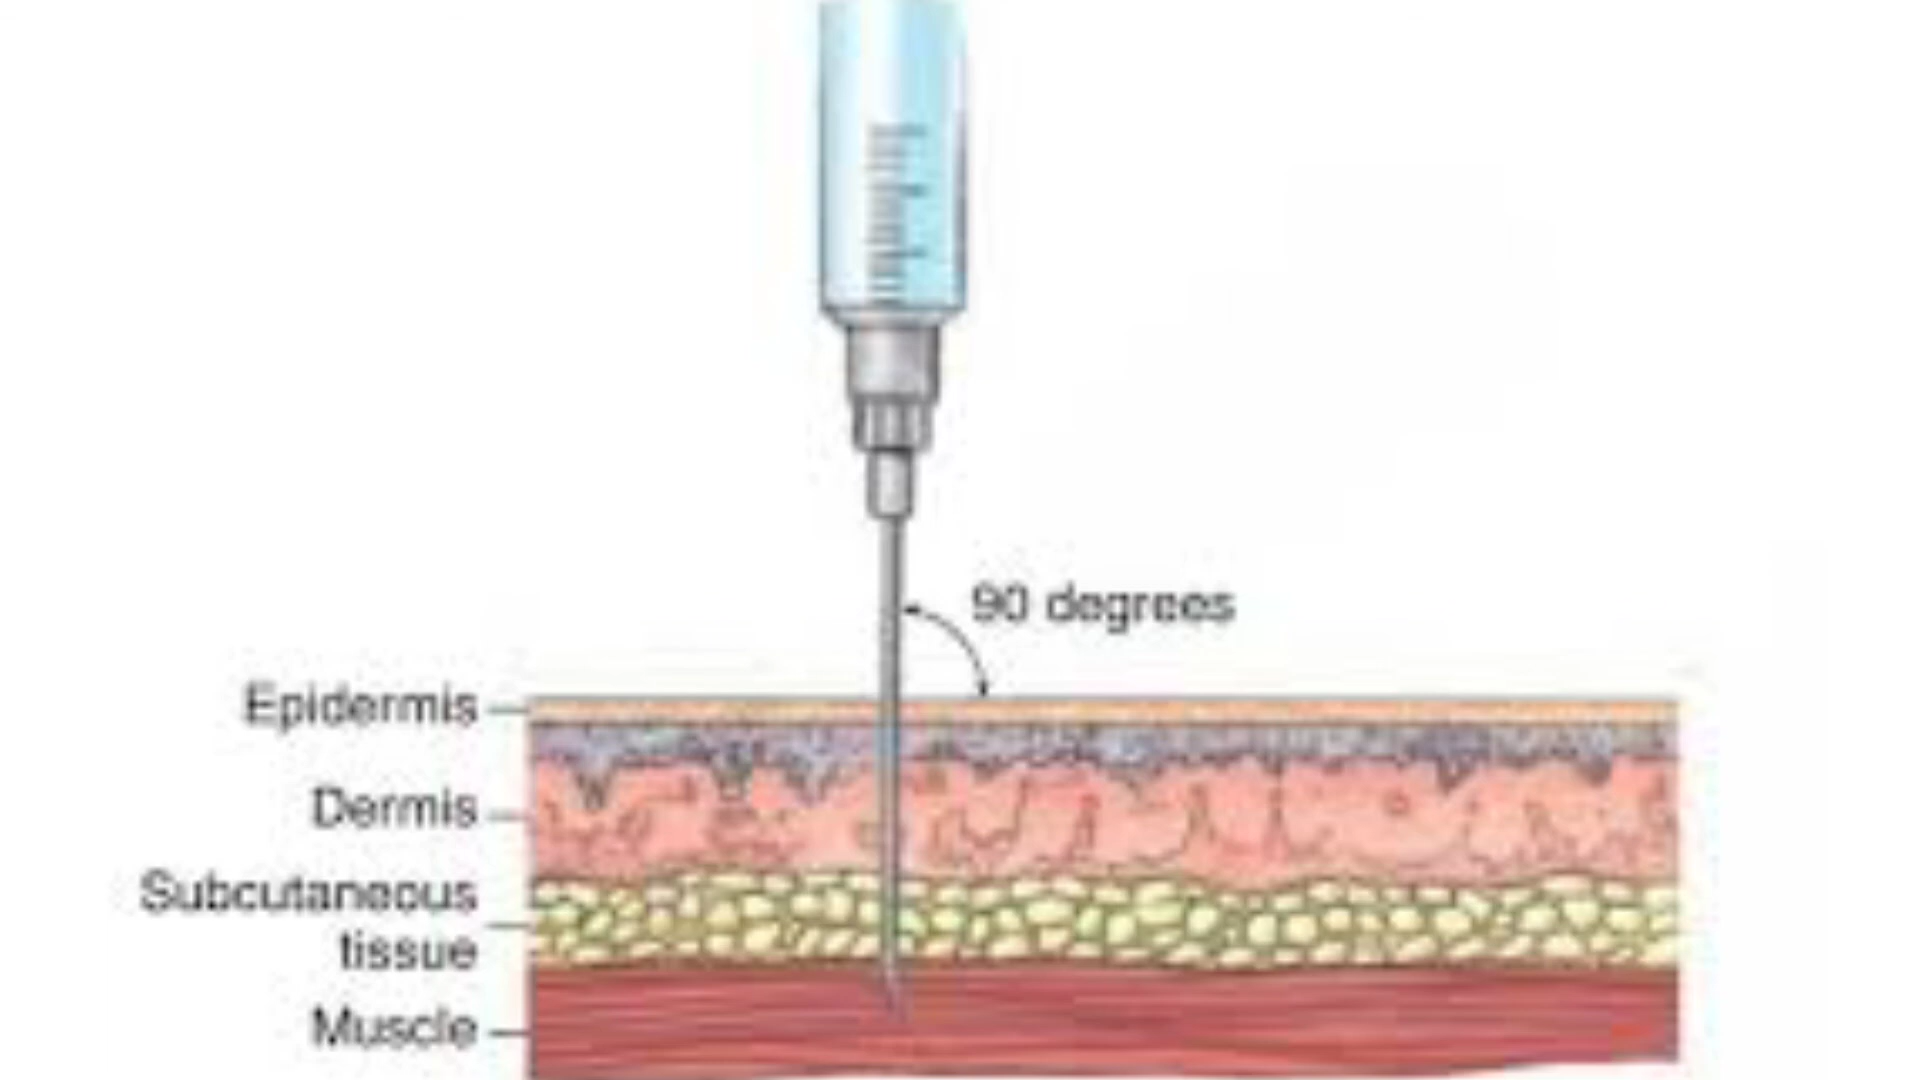 90 degrees
Epidermis
Dermis
Subcutaneous
tissue
Muscle